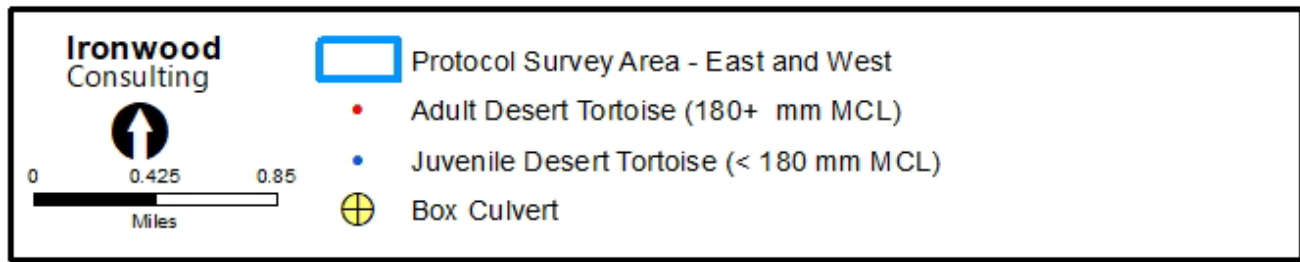 Ironwood
Consulting
0 0.425 0.85
Miles
Protocol Survey Area - East and West
Adult Desert Tortoise (180+ mm MCL)
Juvenile Desert Tortoise (< 180 mm MCL)
Box Culvert